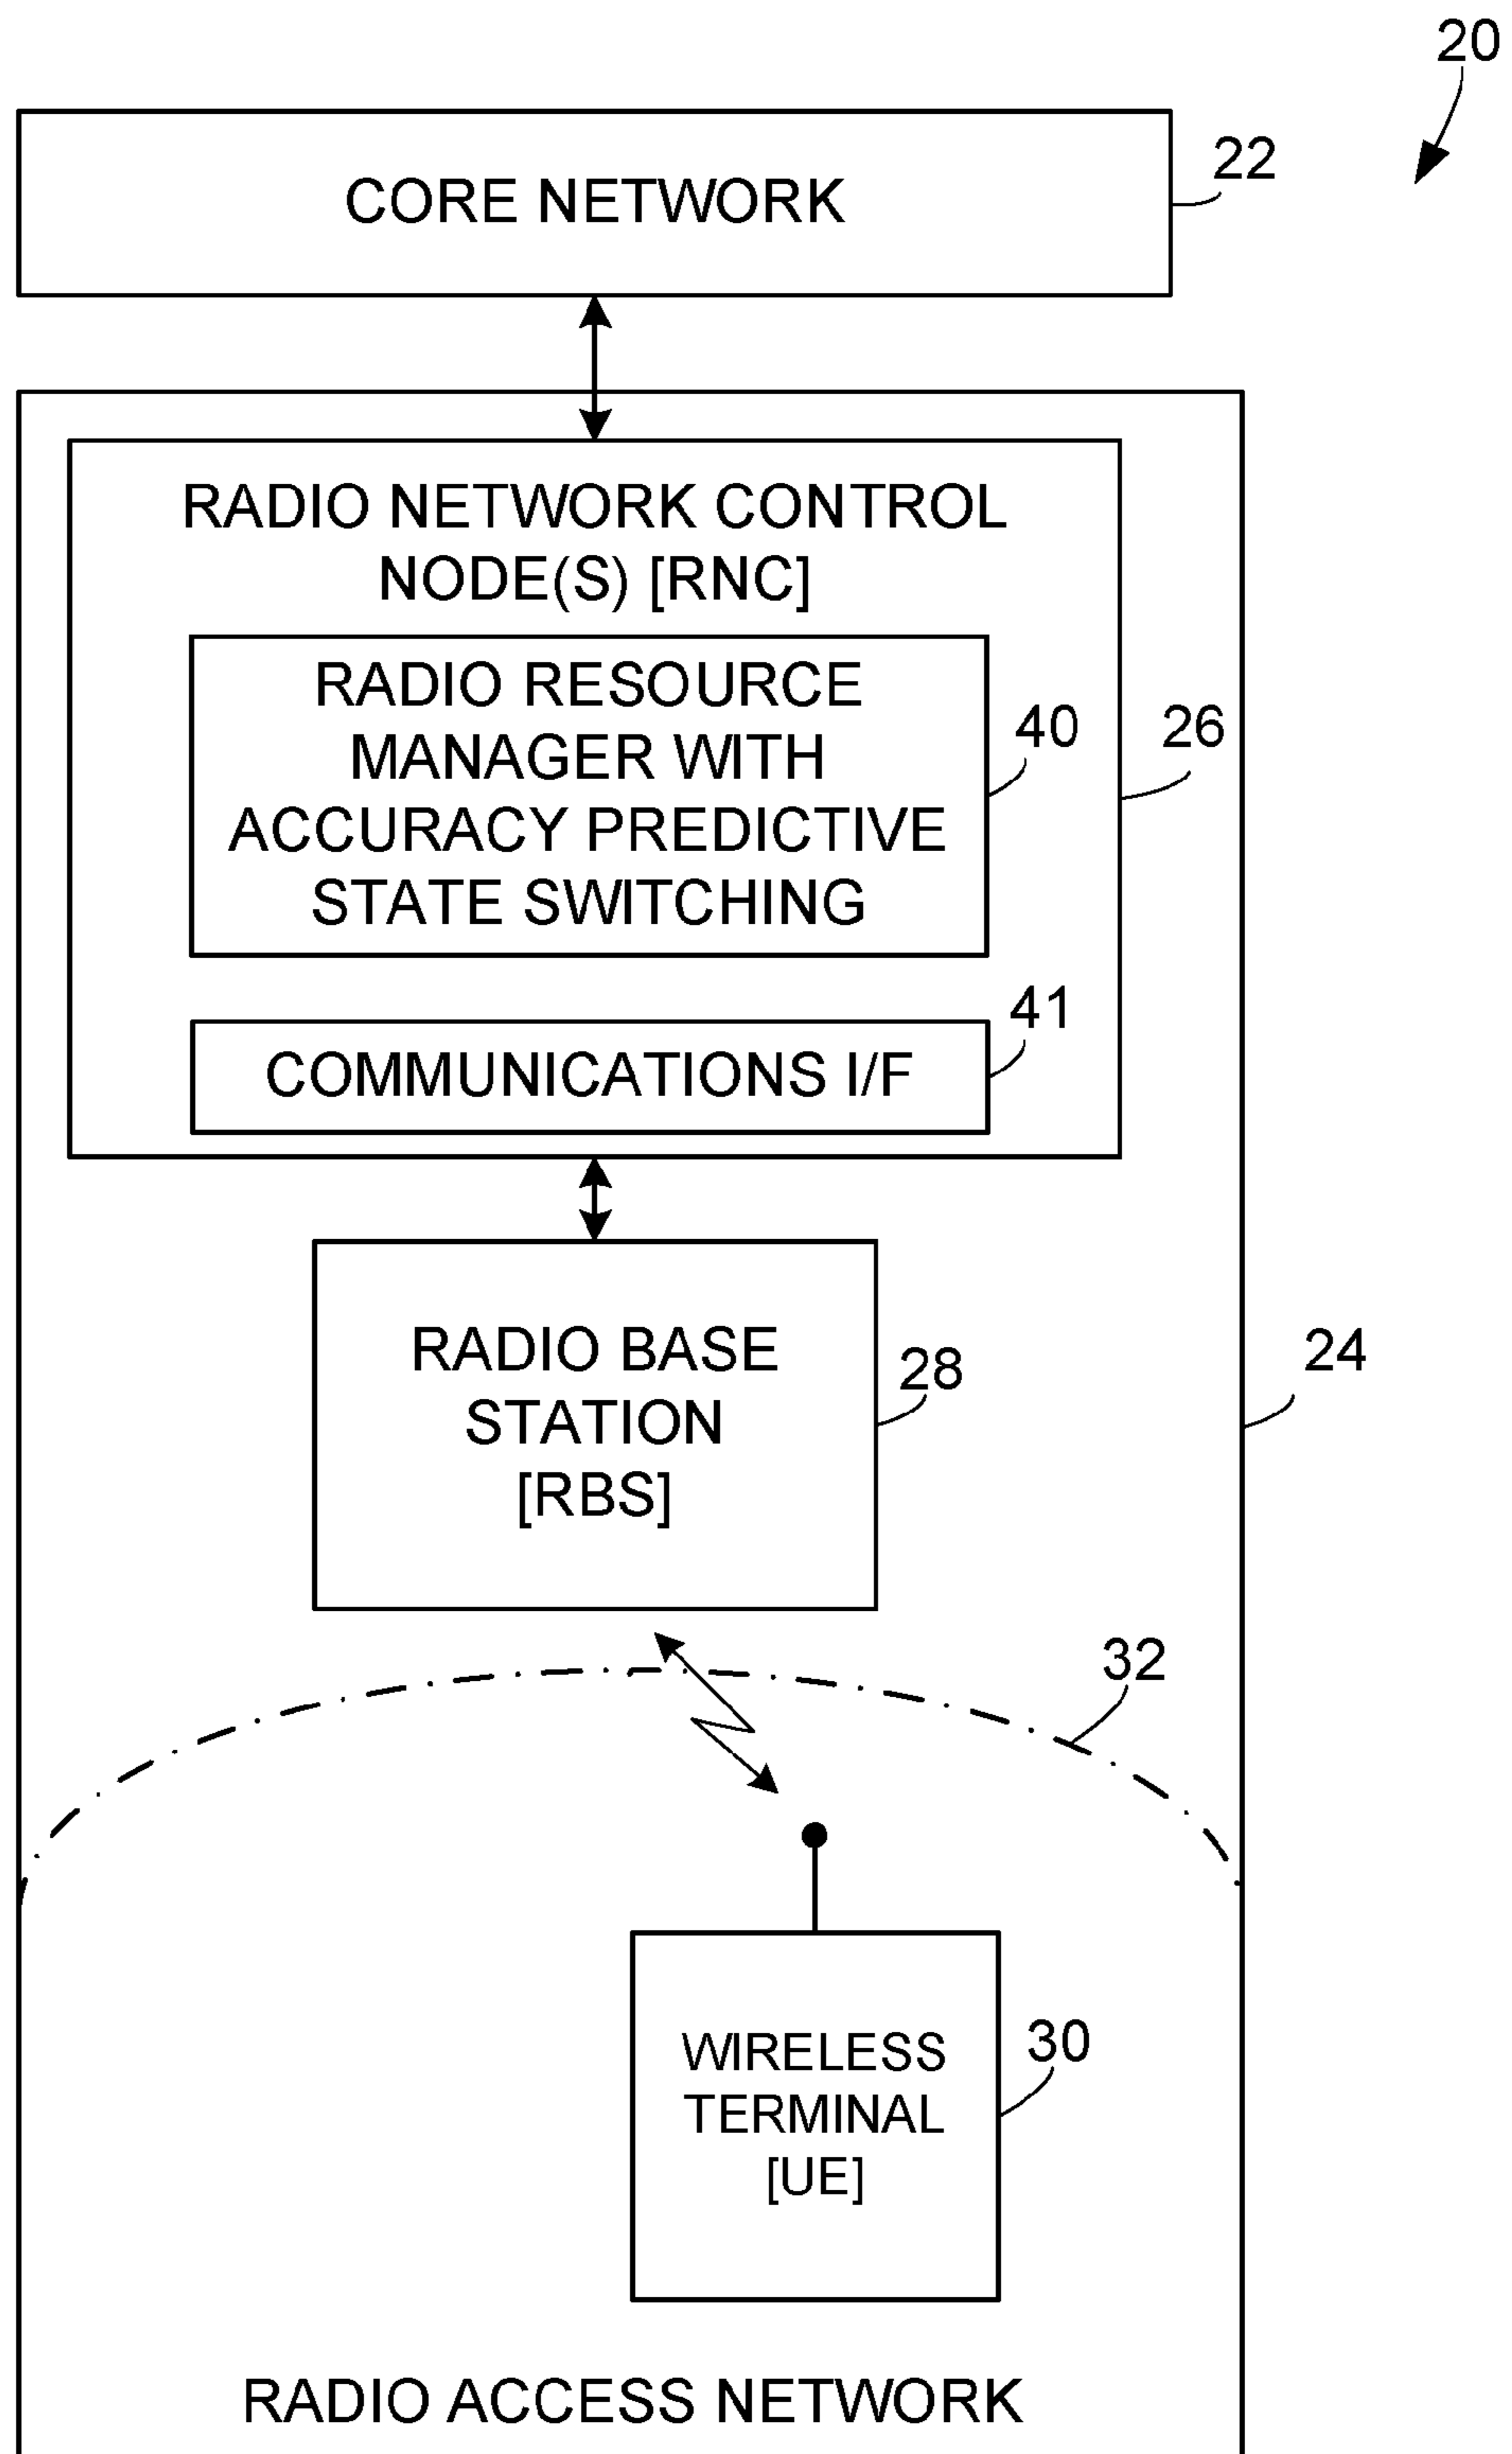 20
CORE NETWORK
22
RADIO NETWORK CONTROL
NODE(S) [RNC]
RADIO RESOURCE
MANAGER WITH
ACCURACY PREDICTIVE
STATE SWITCHING
40
26
41
COMMUNICATIONS I/F
RADIO BASE
STATION
[RBS]
28
24
32
WIRELESS
TERMINAL
[UE]
30
RADIO ACCESS NETWORK